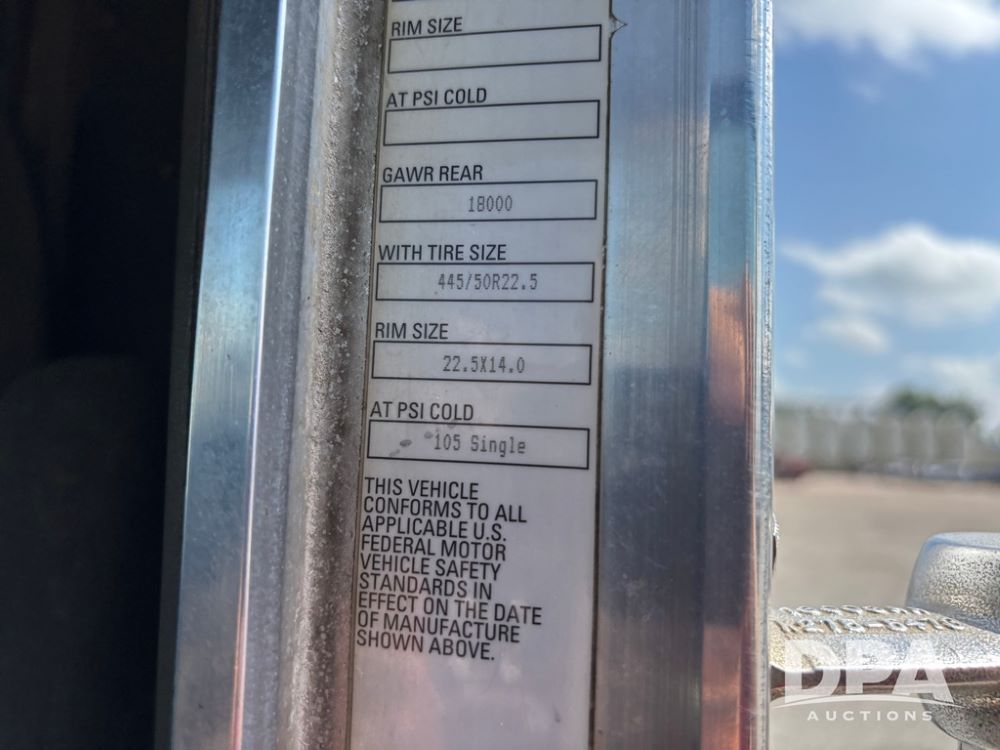 RIM SIZE
AT PSI COLD
GAWR REAR
18000
WITH TIRE SIZE
445/50R22.5
RIM SIZE
22.5X14.0
AT PSI COLD
105 Single
THIS VEHICLE
CONFORMS TO ALL
APPLICABLE U.S.
FEDERAL MOTOR
VEHICLE SAFETY
STANDARDS IN
EFFECT ON THE DATE
OF MANUFACTURE
SHOWN ABOVE.
DPA
AUCTIONS